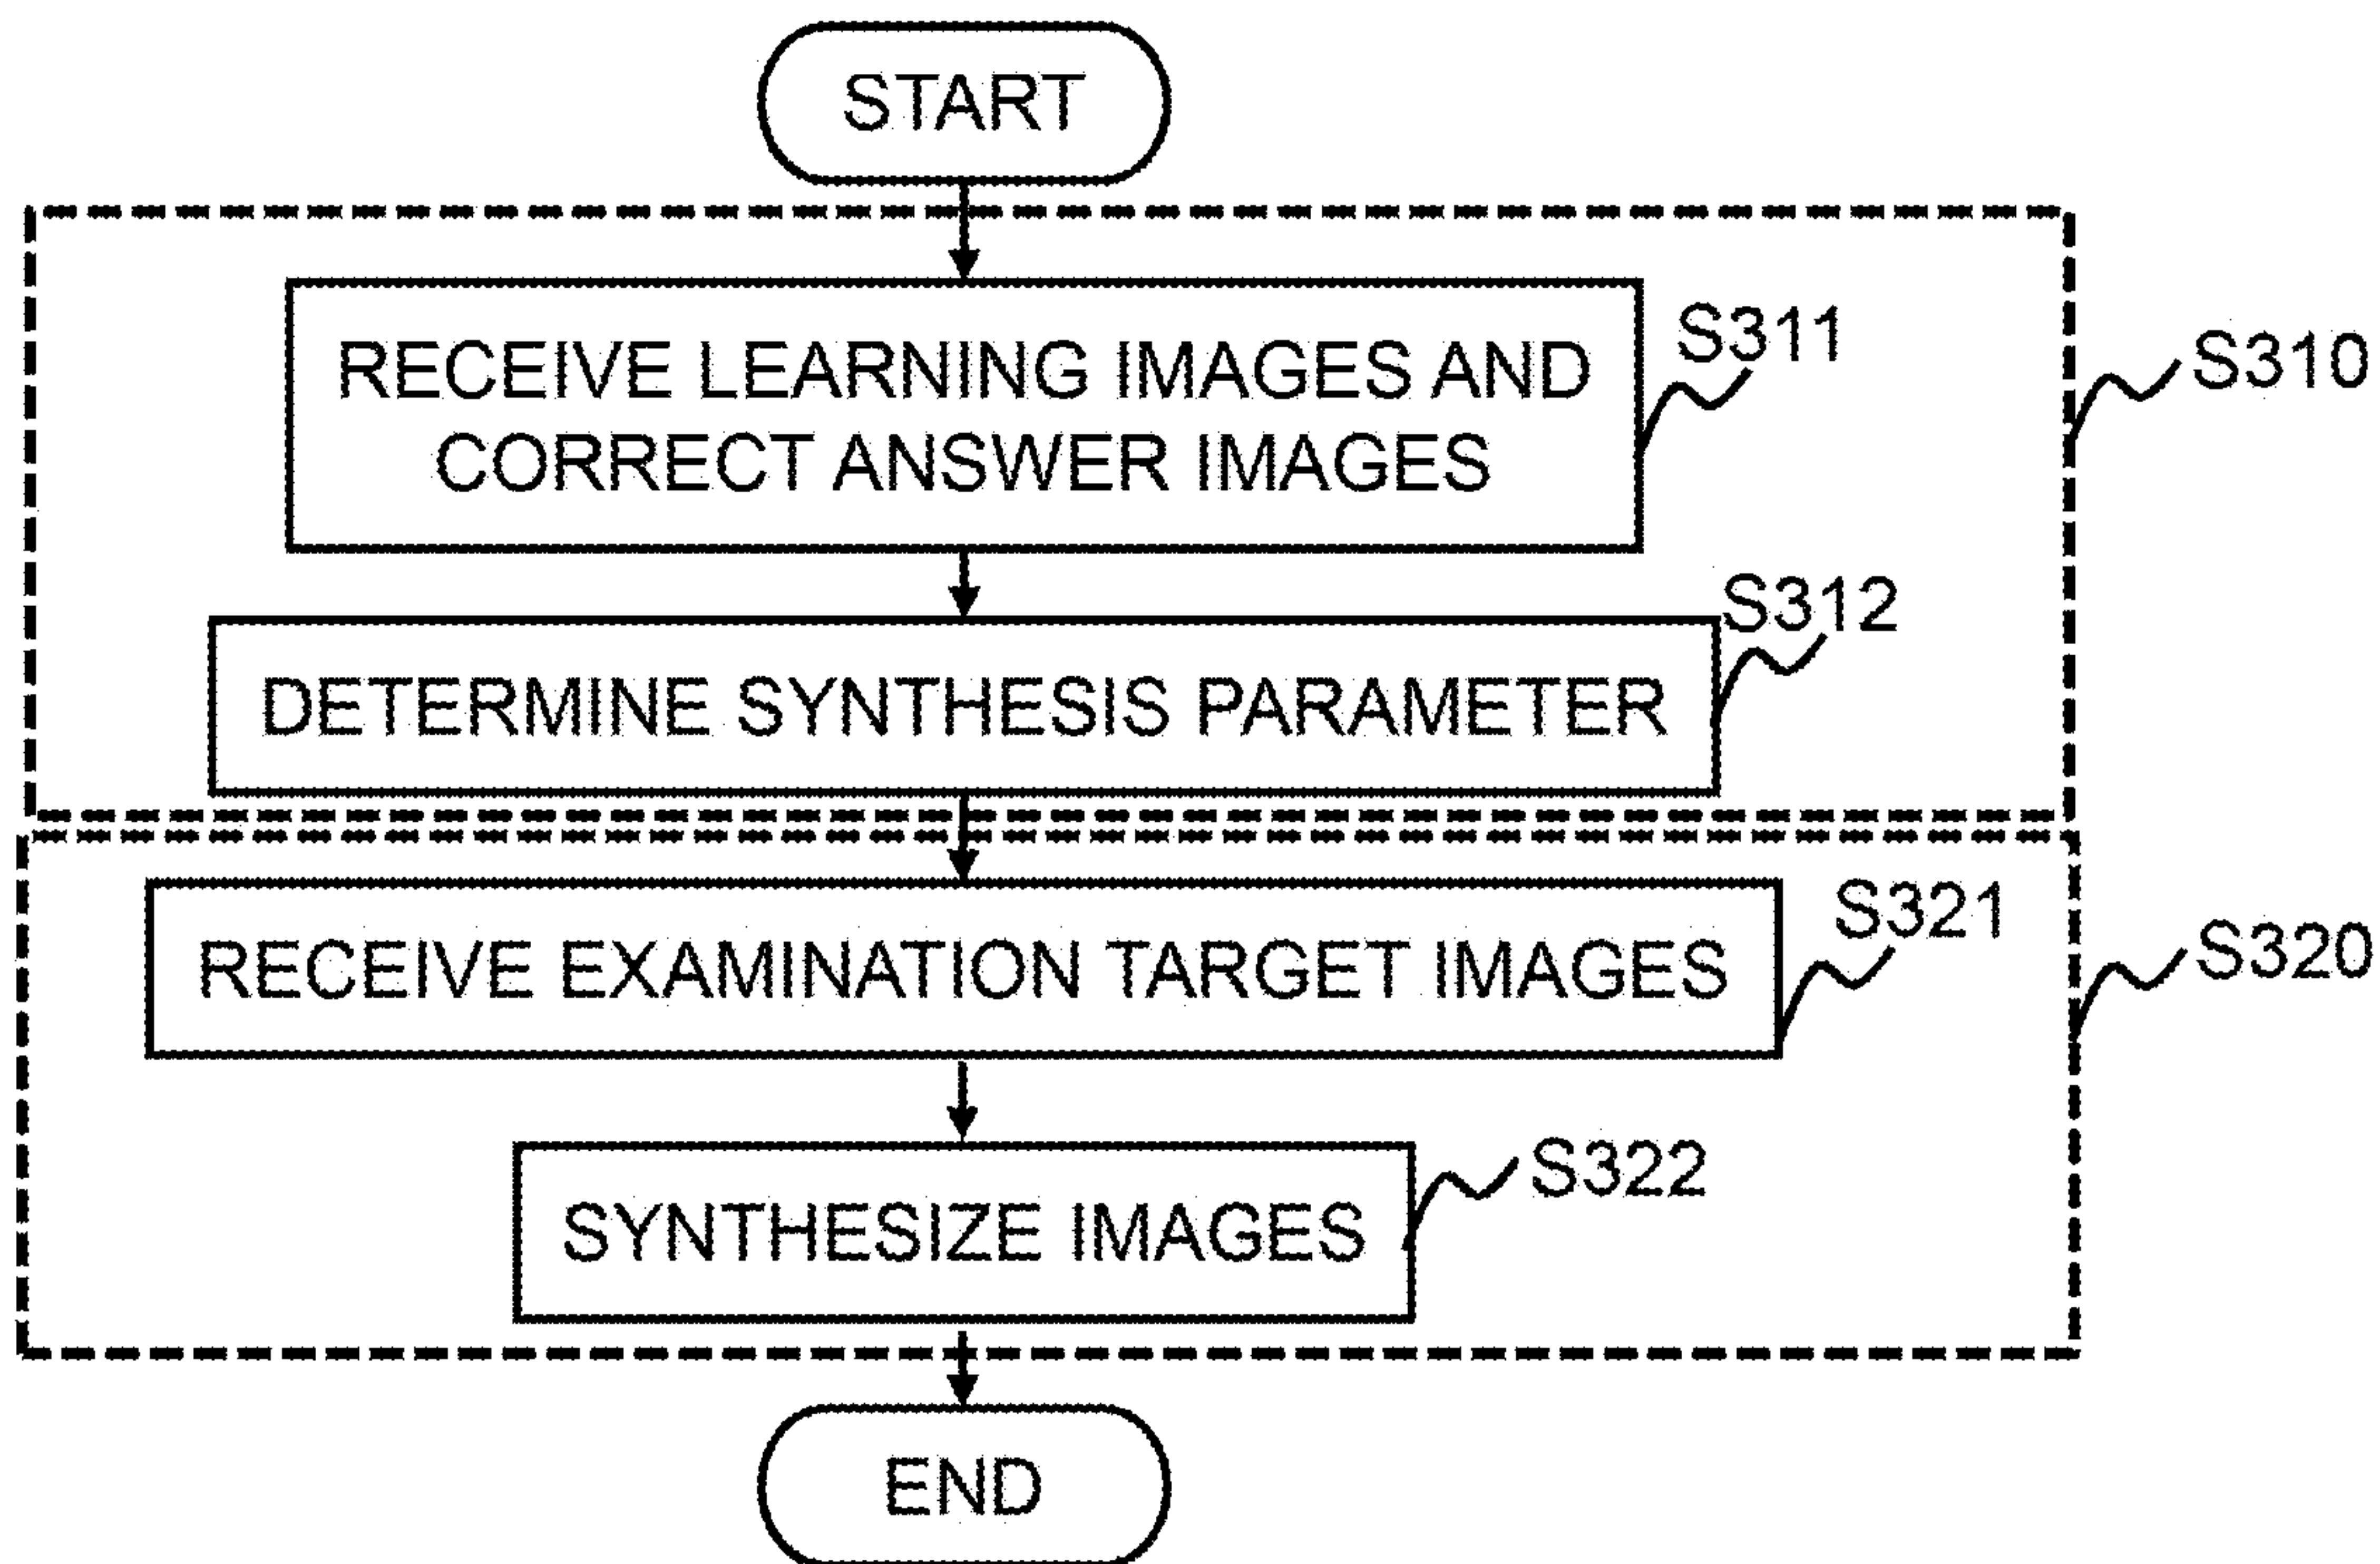 START
RECEIVE LEARNING IMAGES AND
CORRECT ANSWER IMAGES
S311
S310
DETERMINE SYNTHESIS PARAMETER
S312
RECEIVE EXAMINATION TARGET IMAGES
S321
S320
SYNTHESIZE IMAGES
S322
END